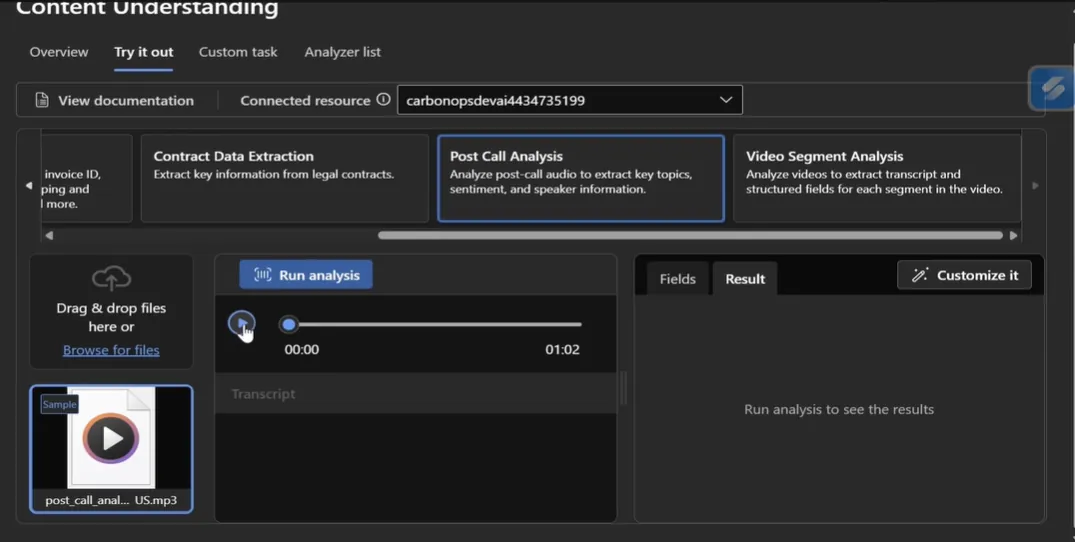 Content Understanding
Overview
Try it out
Custom task
Analyzer list
View documentation
Connected resource
carbonopsdevai4434735199
invoice ID,
ping and
l more.
Contract Data Extraction
Extract key information from legal contracts.
Post Call Analysis
Analyze post-call audio to extract key topics,
sentiment, and speaker information.
Video Segment Analysis
Analyze videos to extract transcript and
structured fields for each segment in the video.
Drag & drop files
here or
Browse for files
Sample
post_call_anal... US.mp3
Run analysis
00:00
01:02
Transcript
Fields
Result
Customize it
Run analysis to see the results